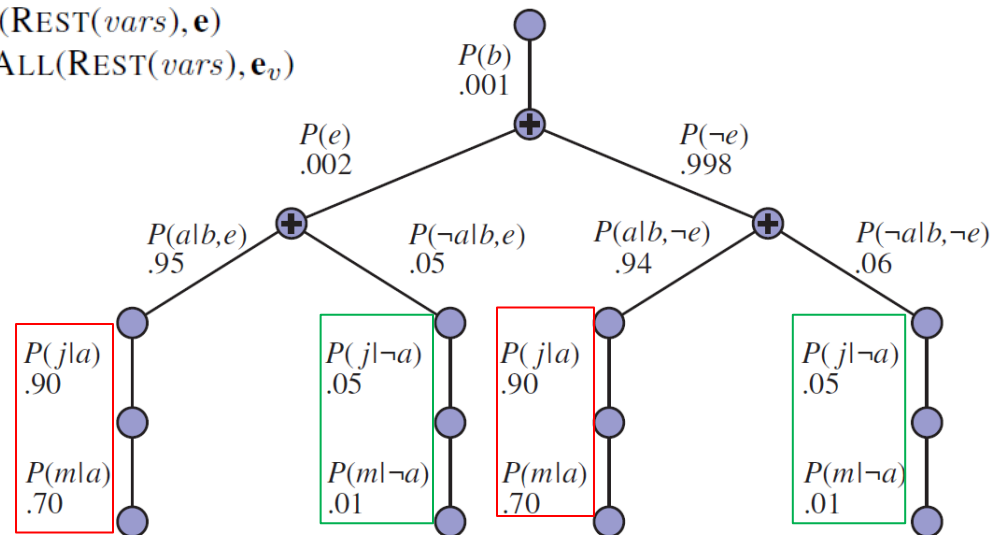 (REST(vars), e)
ALL(REST(vars), e_v)
P(b)
.001
P(e)
.002
P(¬e)
.998
P(a|b,e)
.95
P(¬a|b,e)
.05
P(a|b,¬e)
.94
P(¬a|b,¬e)
.06
P(j|a)
.90
P(j|¬a)
.05
P(j|a)
.90
P(j|¬a)
.05
P(m|a)
.70
P(m|¬a)
.01
P(m|a)
.70
P(m|¬a)
.01